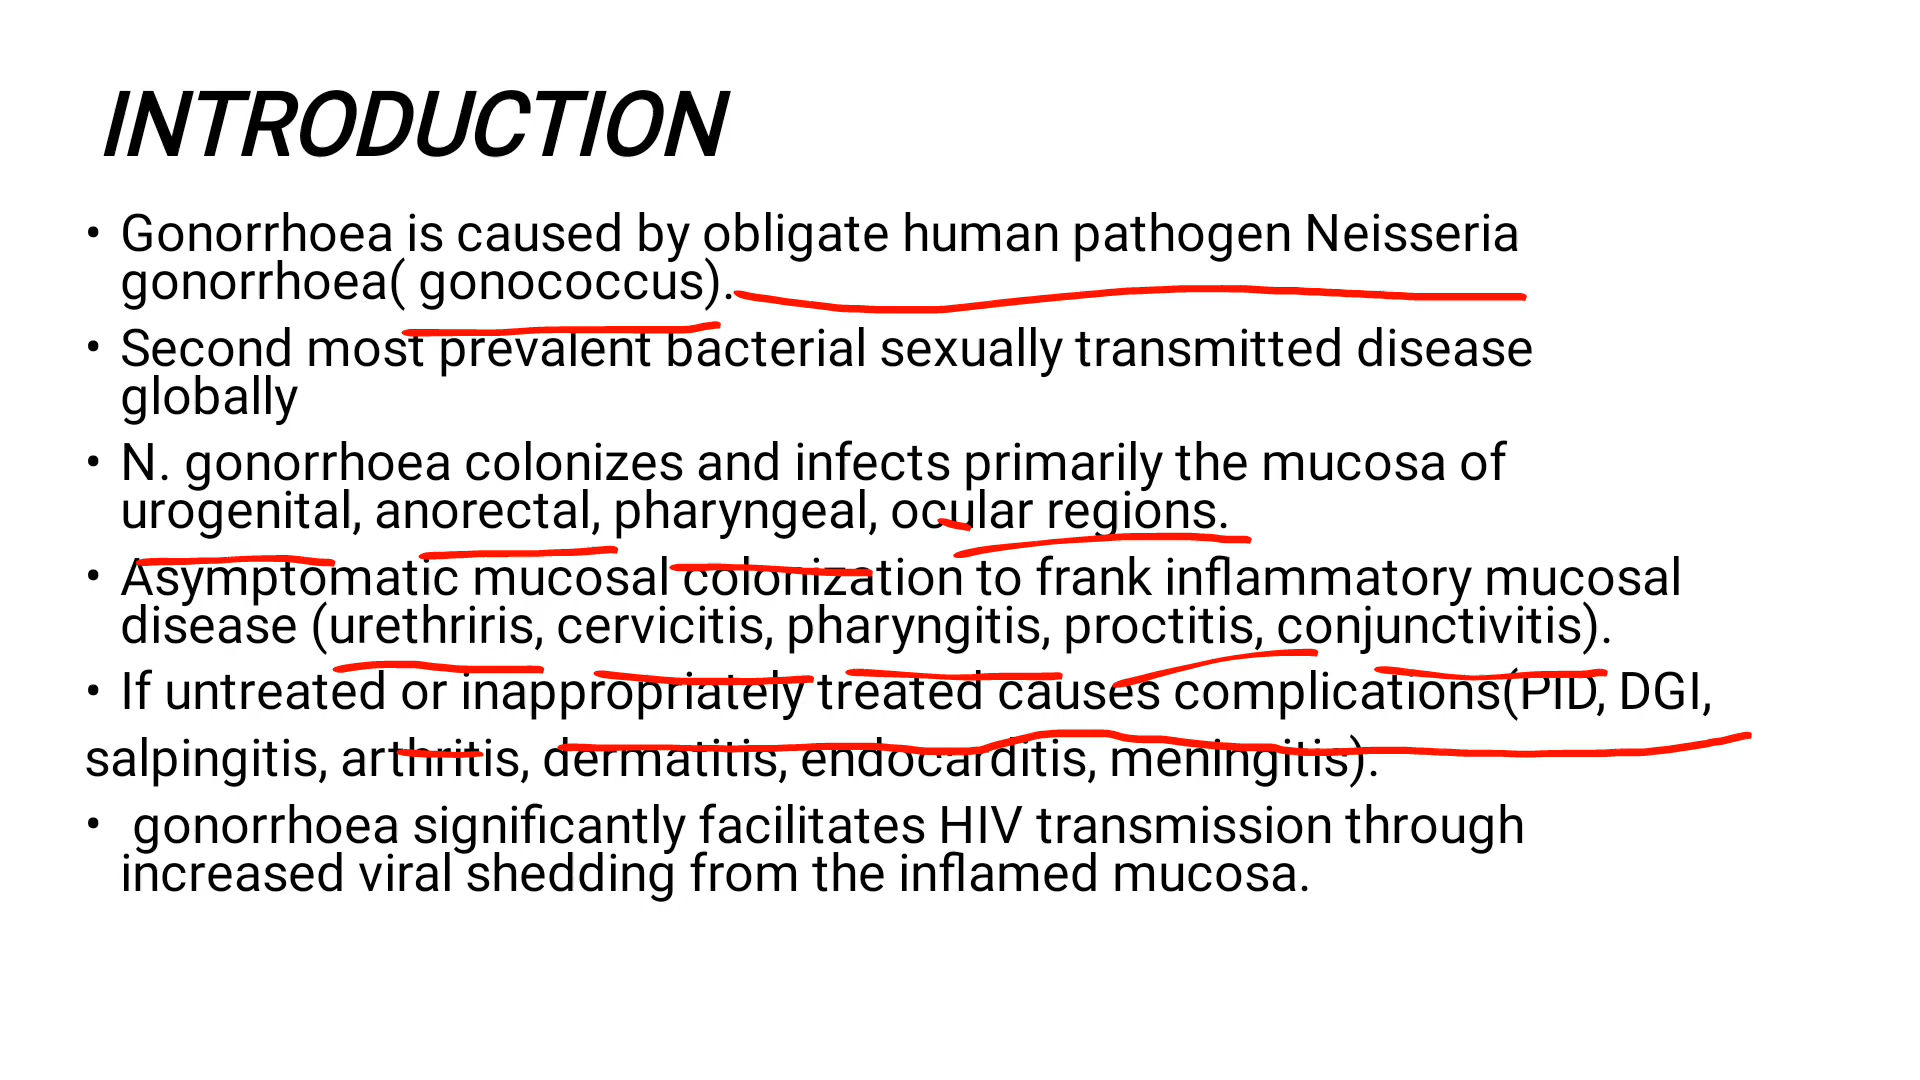 INTRODUCTION
• Gonorrhoea is caused by obligate human pathogen Neisseria
gonorrhoea( gonococcus).
• Second most prevalent bacterial sexually transmitted disease
globally
• N. gonorrhoea colonizes and infects primarily the mucosa of
urogenital, anorectal, pharyngeal, ocular regions.
• Asymptomatic mucosal colonization to frank inflammatory mucosal
disease (urethriris, cervicitis, pharyngitis, proctitis, conjunctivitis).
• If untreated or inappropriately treated causes complications(PID, DGI,
salpingitis, arthritis, dermatitis, endocarditis, meningitis).
• gonorrhoea significantly facilitates HIV transmission through
increased viral shedding from the inflamed mucosa.